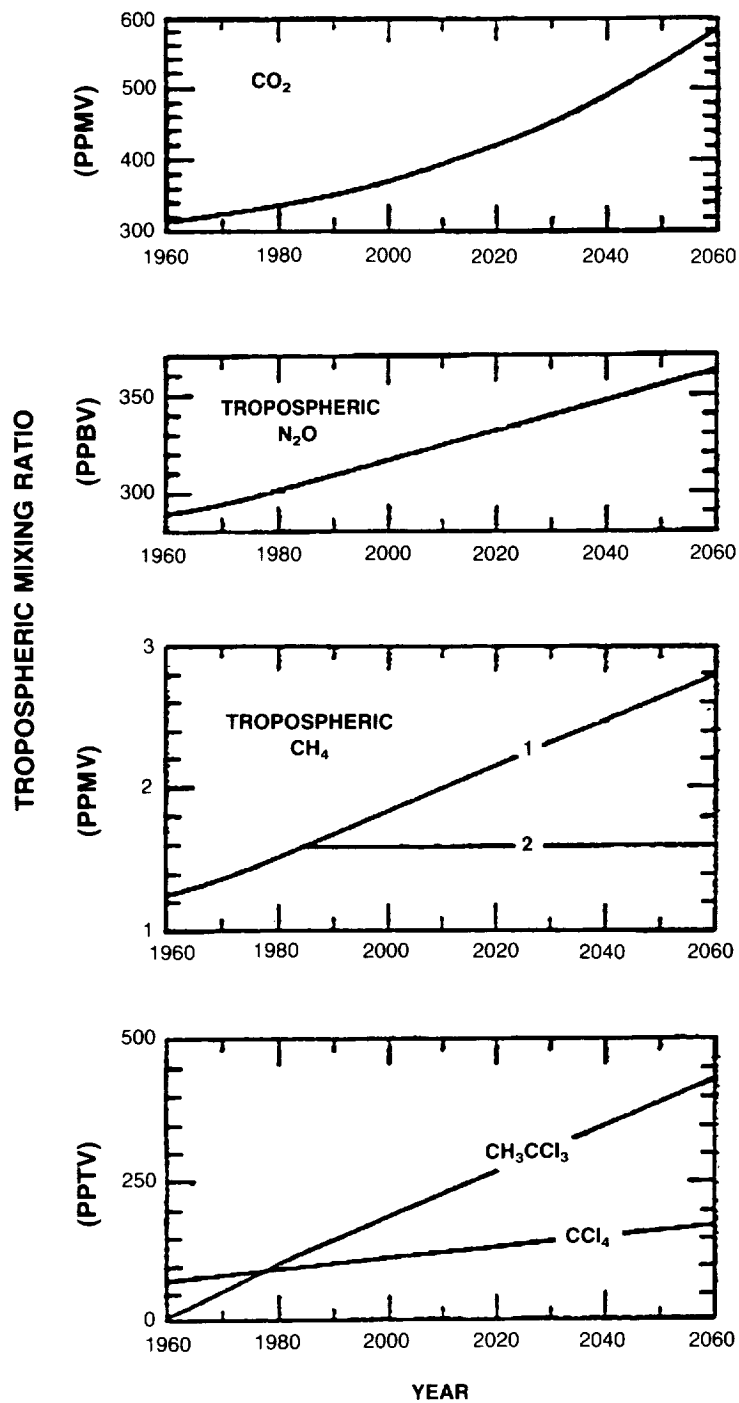 TROPOSPHERIC MIXING RATIO
(PPMV)
600
500
400
300
CO₂
1960 1980 2000 2020 2040 2060
(PPBV)
350
300
TROPOSPHERIC
N₂O
1960 1980 2000 2020 2040 2060
(PPMV)
3
2
1
TROPOSPHERIC
CH₄
1
2
1960 1980 2000 2020 2040 2060
(PPTV)
500
250
0
CH₃CCl₃
CCl₄
1960 1980 2000 2020 2040 2060
YEAR